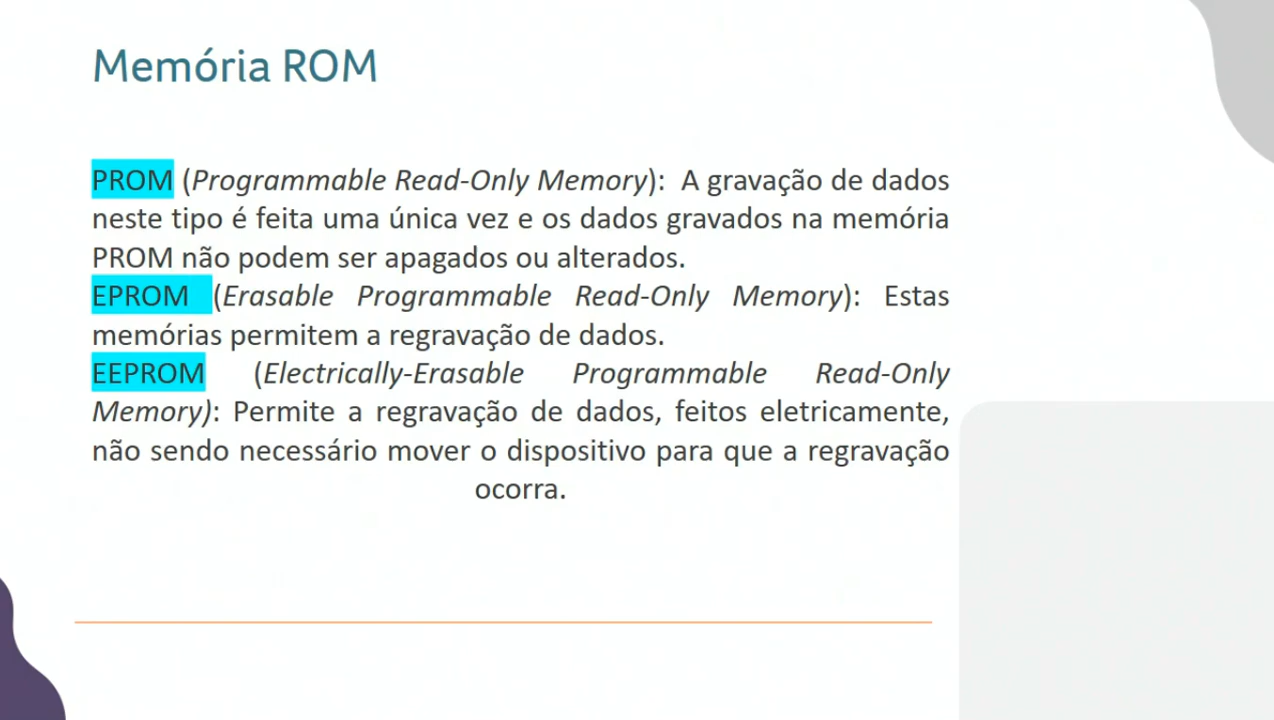 Memória ROM
PROM (Programmable Read-Only Memory): A gravação de dados
neste tipo é feita uma única vez e os dados gravados na memória
PROM não podem ser apagados ou alterados.
EPROM (Erasable Programmable Read-Only Memory): Estas
memórias permitem a regravação de dados.
EEPROM (Electrically-Erasable Programmable Read-Only
Memory): Permite a regravação de dados, feitos eletricamente,
não sendo necessário mover o dispositivo para que a regravação
ocorra.